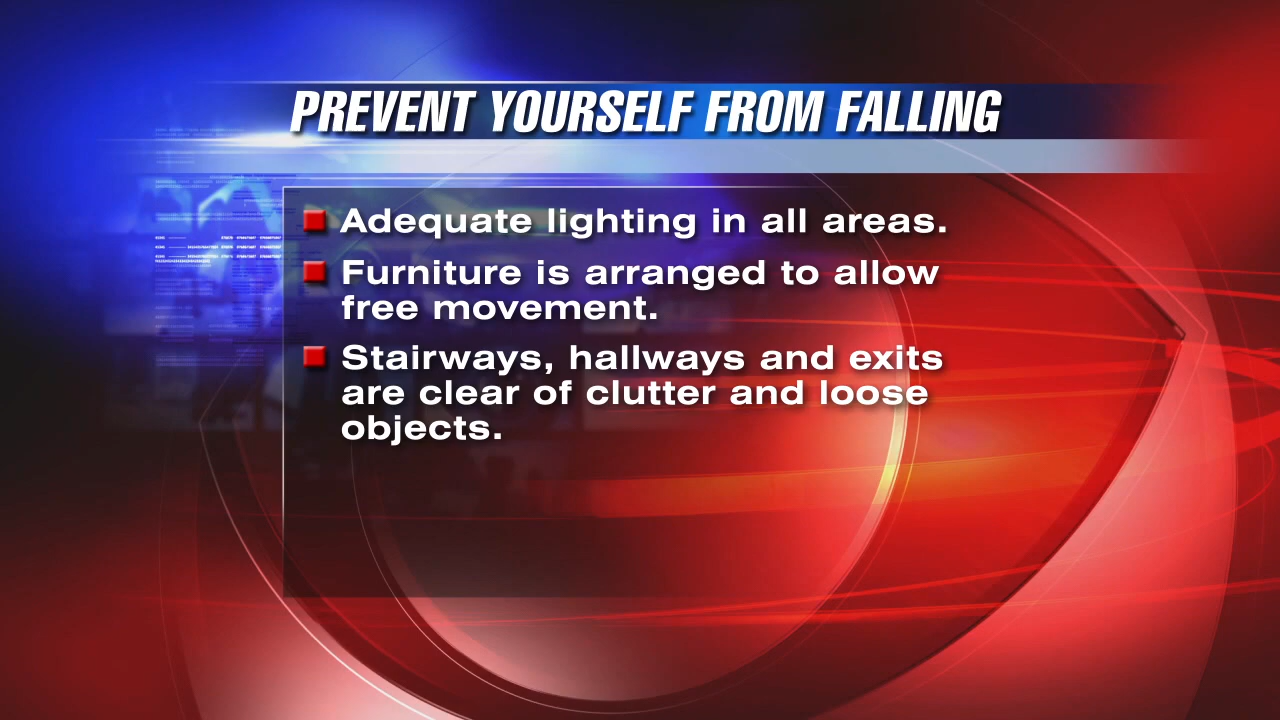 PREVENT YOURSELF FROM FALLING
Adequate lighting in all areas.
Furniture is arranged to allow
free movement.
Stairways, hallways and exits
are clear of clutter and loose
objects.